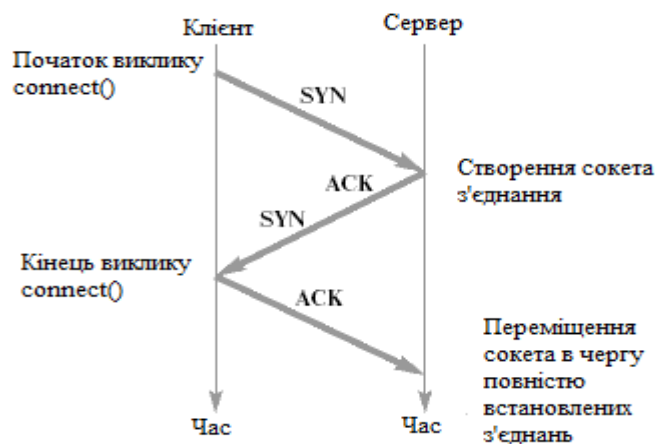 Клієнт
Сервер
Початок виклику
connect()
SYN
ACK
Створення сокета
з'єднання
SYN
Кінець виклику
connect()
ACK
Переміщення
сокета в чергу
повністю
встановлених
з'єднань
Час
Час